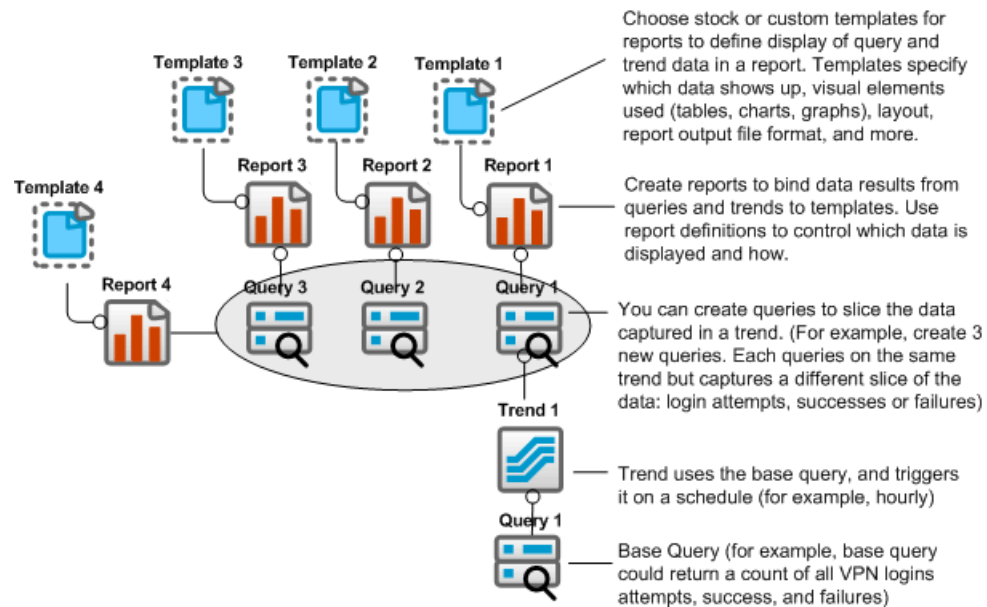 Choose stock or custom templates for
reports to define display of query and
trend data in a report. Templates specify
which data shows up, visual elements
used (tables, charts, graphs), layout,
report output file format, and more.
Template 3
Template 2
Template 1
Report 3
Report 2
Report 1
Template 4
Create reports to bind data results from
queries and trends to templates. Use
report definitions to control which data is
displayed and how.
Report 4
Query 3
Query 2
Query 1
You can create queries to slice the data
captured in a trend. (For example, create 3
new queries. Each queries on the same
trend but captures a different slice of the
data: login attempts, successes or failures)
Trend 1
Trend uses the base query, and triggers
it on a schedule (for example, hourly)
Query 1
Base Query (for example, base query
could return a count of all VPN logins
attempts, success, and failures)